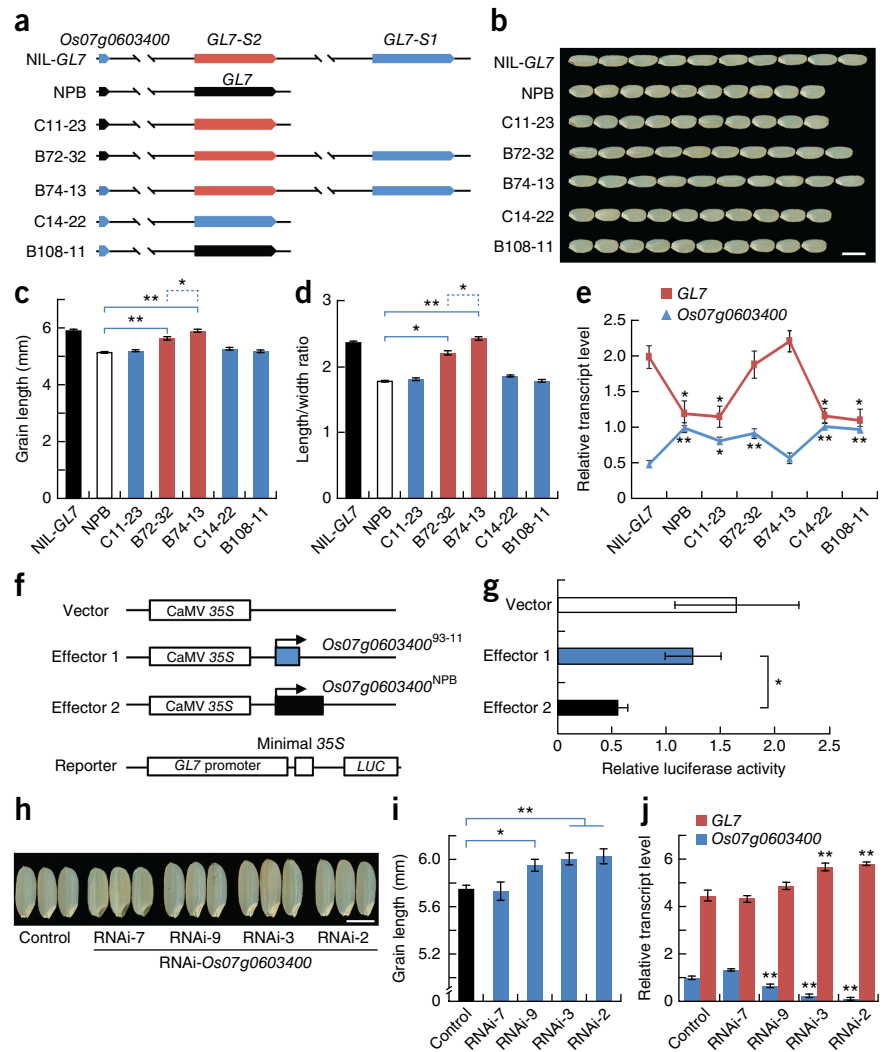 a
Os07g0603400 GL7-S2 GL7-S1
NIL-GL7
GL7
NPB
C11-23
B72-32
B74-13
C14-22
B108-11
b
NIL-GL7
NPB
C11-23
B72-32
B74-13
C14-22
B108-11
c
Grain length (mm)
8
6
4
2
0
**
**
*
NIL-GL7
NPB
C11-23
B72-32
B74-13
C14-22
B108-11
d
Length/width ratio
3
2
1
0
**
*
*
NIL-GL7
NPB
C11-23
B72-32
B74-13
C14-22
B108-11
e
GL7
Os07g0603400
Relative transcript level
2.5
2.0
1.5
1.0
0.5
0
* * * *
** * ** ** **
NIL-GL7
NPB
C11-23
B72-32
B74-13
C14-22
B108-11
f
Vector CaMV 35S
Effector 1 CaMV 35S Os07g0603400 93-11
Effector 2 CaMV 35S Os07g0603400 NPB
Minimal 35S
Reporter GL7 promoter LUC
g
Vector
Effector 1
Effector 2
*
0 0.5 1.0 1.5 2.0 2.5
Relative luciferase activity
h
Control RNAi-7 RNAi-9 RNAi-3 RNAi-2
RNAi-Os07g0603400
i
Grain length (mm)
6.0
5.6
5.2
0
**
*
Control
RNAi-7
RNAi-9
RNAi-3
RNAi-2
j
GL7
Os07g0603400
Relative transcript level
6
4
2
0
** **
** ** **
Control
RNAi-7
RNAi-9
RNAi-3
RNAi-2